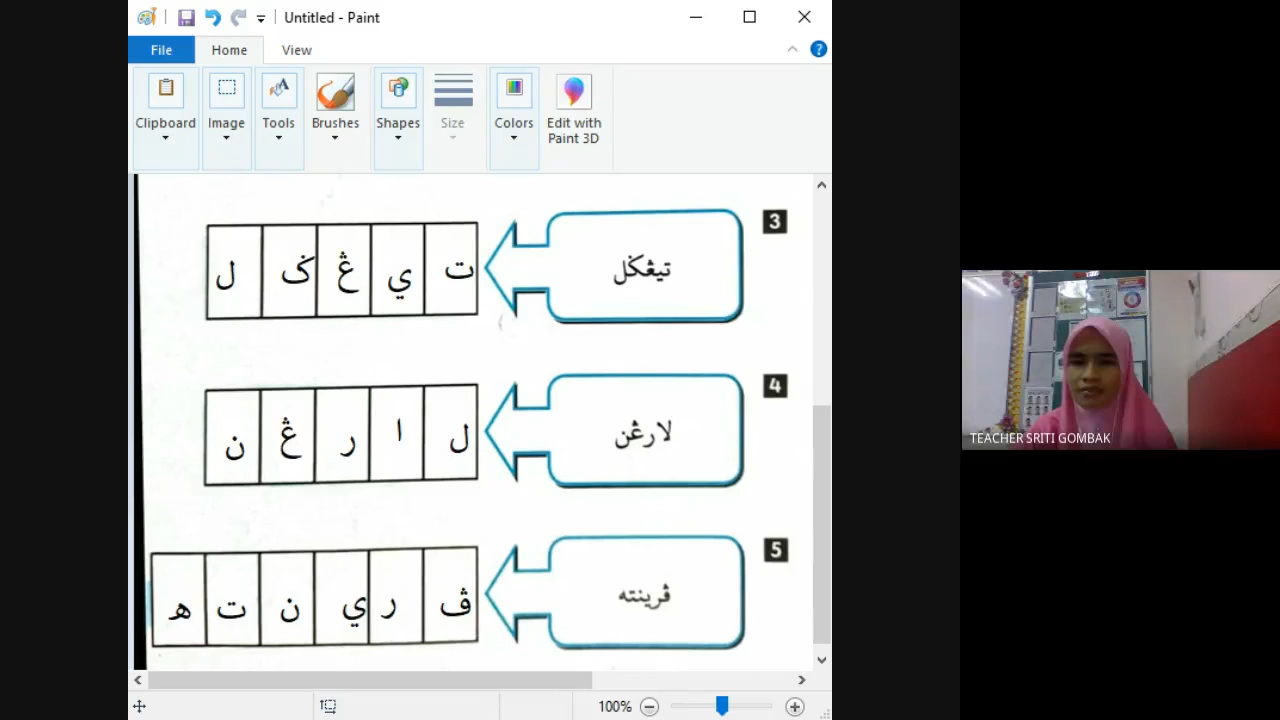 Untitled - Paint
File Home View
Clipboard Image Tools Brushes Shapes Size Colors Edit with Paint 3D
3
تيڠكل
ت ي ڠ ک ل
4
لارڠن
ل ا ر ڠ ن
5
ڤرينته
ڤ ر ي ن ت ه
TEACHER SRITI GOMBAK
100%